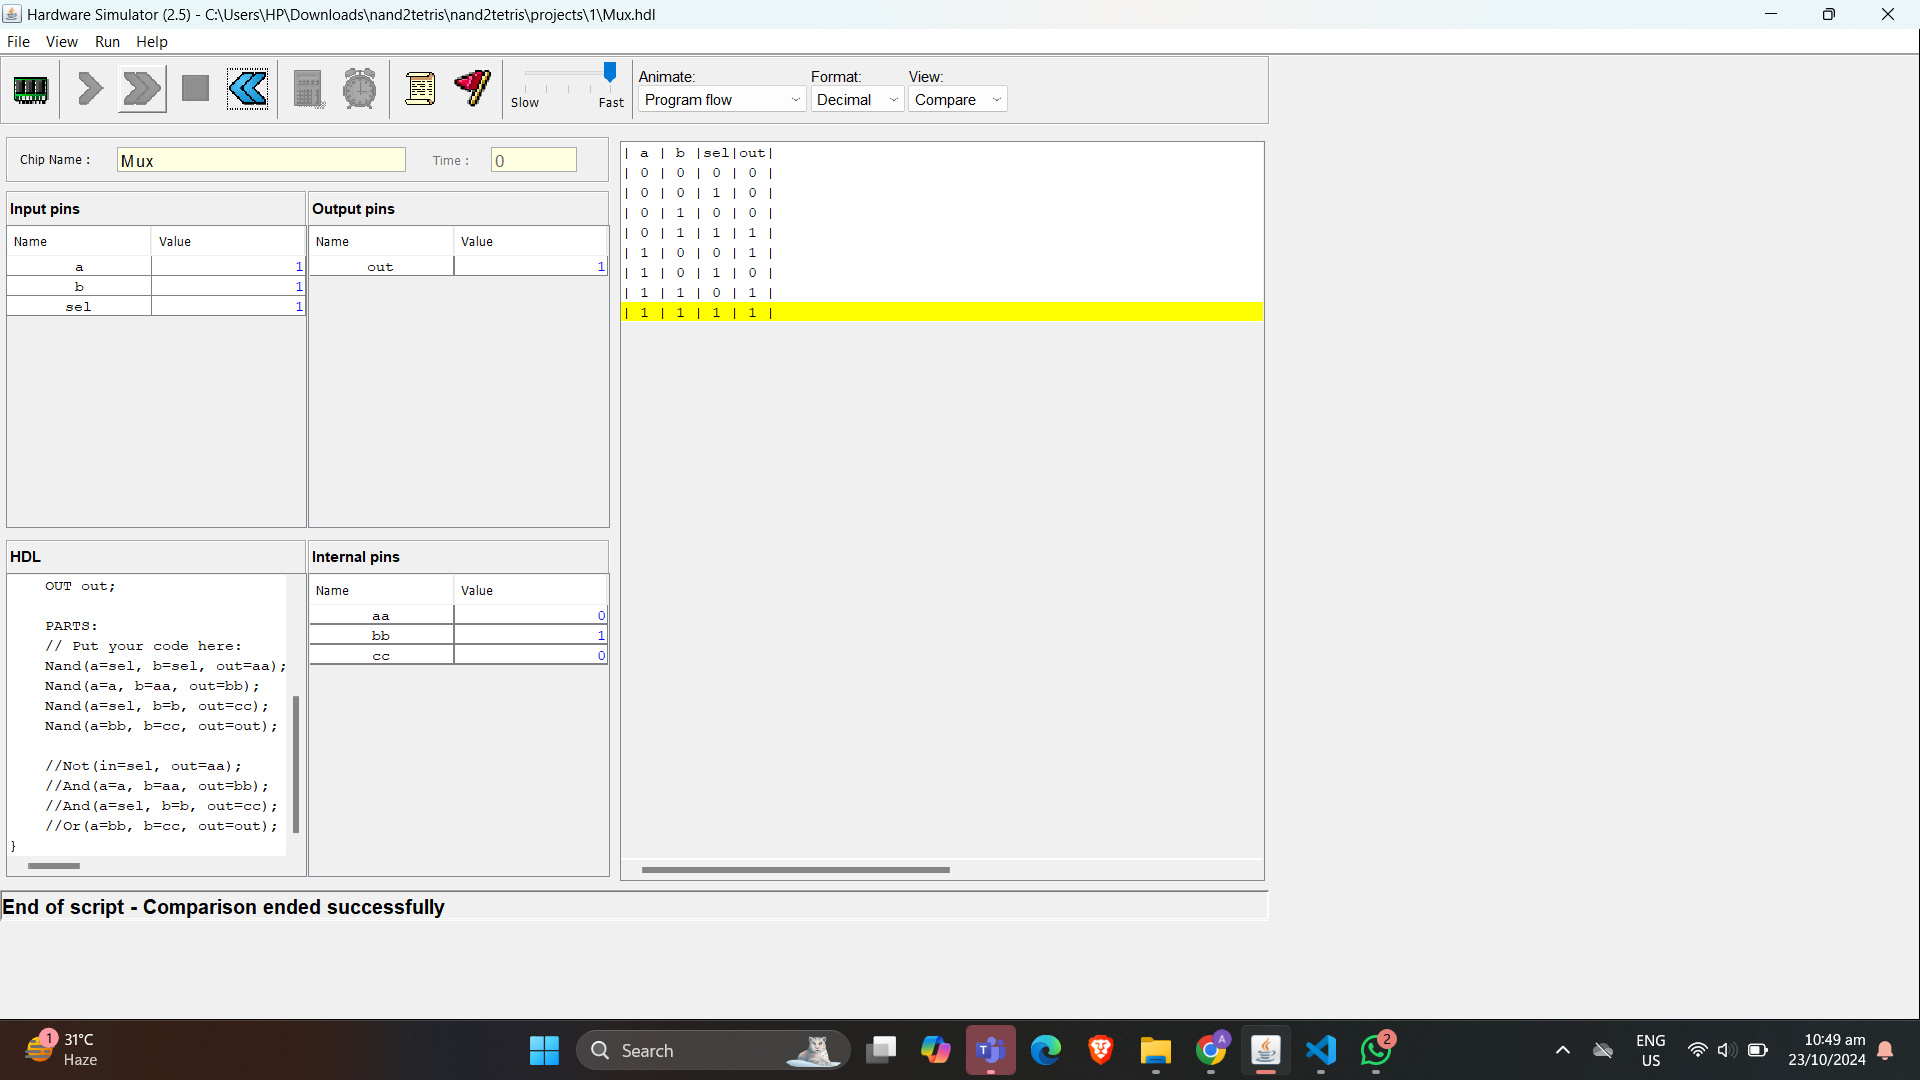 Hardware Simulator (2.5) - C:\Users\HP\Downloads\nand2tetris\nand2tetris\projects\1\Mux.hdl
File View Run Help
Slow Fast
Animate: Format: View:
Program flow Decimal Compare
Chip Name : Mux Time : 0
Input pins
Name Value
a 1
b 1
sel 1
Output pins
Name Value
out 1
| a | b |sel|out|
| 0 | 0 | 0 | 0 |
| 0 | 0 | 1 | 0 |
| 0 | 1 | 0 | 0 |
| 0 | 1 | 1 | 1 |
| 1 | 0 | 0 | 1 |
| 1 | 0 | 1 | 0 |
| 1 | 1 | 0 | 1 |
| 1 | 1 | 1 | 1 |
HDL
OUT out;
PARTS:
// Put your code here:
Nand(a=sel, b=sel, out=aa);
Nand(a=a, b=aa, out=bb);
Nand(a=sel, b=b, out=cc);
Nand(a=bb, b=cc, out=out);
//Not(in=sel, out=aa);
//And(a=a, b=aa, out=bb);
//And(a=sel, b=b, out=cc);
//Or(a=bb, b=cc, out=out);
}
Internal pins
Name Value
aa 0
bb 1
cc 0
End of script - Comparison ended successfully
1
31°C
Haze
Search
A
2
ENG
US
10:49 am
23/10/2024